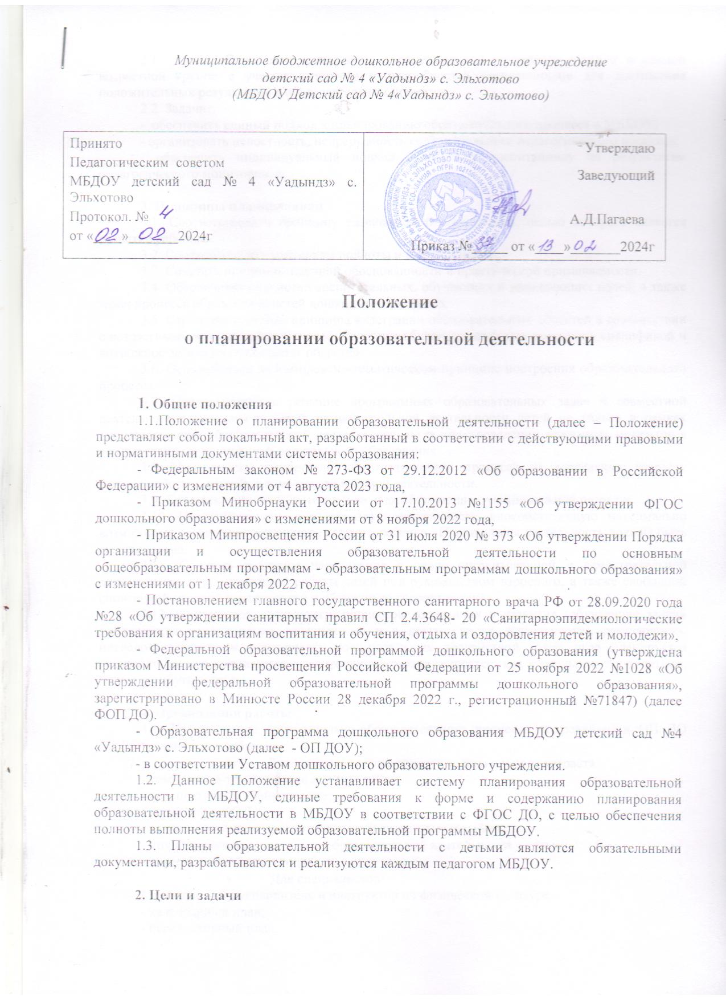 Муниципальное бюджетное дошкольное образовательное учреждение
детский сад № 4 «Уадындз» с. Эльхотово
(МБДОУ Детский сад № 4«Уадындз» с. Эльхотово)
Принято
Педагогическим советом
МБДОУ детский сад № 4 «Уадындз» с.
Эльхотово
Протокол. № 4
от «02» 02 2024г
Утверждаю
Заведующий
А.Д.Пагаева
Приказ № 37 от «13» 02 2024г
Положение
о планировании образовательной деятельности
1. Общие положения
1.1.Положение о планировании образовательной деятельности (далее – Положение)
представляет собой локальный акт, разработанный в соответствии с действующими правовыми
и нормативными документами системы образования:
- Федеральным законом № 273-ФЗ от 29.12.2012 «Об образовании в Российской
Федерации» с изменениями от 4 августа 2023 года,
- Приказом Минобрнауки России от 17.10.2013 №1155 «Об утверждении ФГОС
дошкольного образования» с изменениями от 8 ноября 2022 года,
- Приказом Минпросвещения России от 31 июля 2020 № 373 «Об утверждении Порядка
организации и осуществления образовательной деятельности по основным
общеобразовательным программам - образовательным программам дошкольного образования»
с изменениями от 1 декабря 2022 года,
- Постановлением главного государственного санитарного врача РФ от 28.09.2020 года
№28 «Об утверждении санитарных правил СП 2.4.3648- 20 «Санитарноэпидемиологические
требования к организациям воспитания и обучения, отдыха и оздоровления детей и молодежи»,
- Федеральной образовательной программой дошкольного образования (утверждена
приказом Министерства просвещения Российской Федерации от 25 ноября 2022 №1028 «Об
утверждении федеральной образовательной программы дошкольного образования»,
зарегистрировано в Минюсте России 28 декабря 2022 г., регистрационный №71847) (далее
ФОП ДО).
- Образовательная программа дошкольного образования МБДОУ детский сад №4
«Уадындз» с. Эльхотово (далее - ОП ДОУ);
- в соответствии Уставом дошкольного образовательного учреждения.
1.2. Данное Положение устанавливает систему планирования образовательной
деятельности в МБДОУ, единые требования к форме и содержанию планирования
образовательной деятельности в МБДОУ в соответствии с ФГОС ДО, с целью обеспечения
полноты выполнения реализуемой образовательной программы МБДОУ.
1.3. Планы образовательной деятельности с детьми являются обязательными
документами, разрабатываются и реализуются каждым педагогом МБДОУ.
2. Цели и задачи